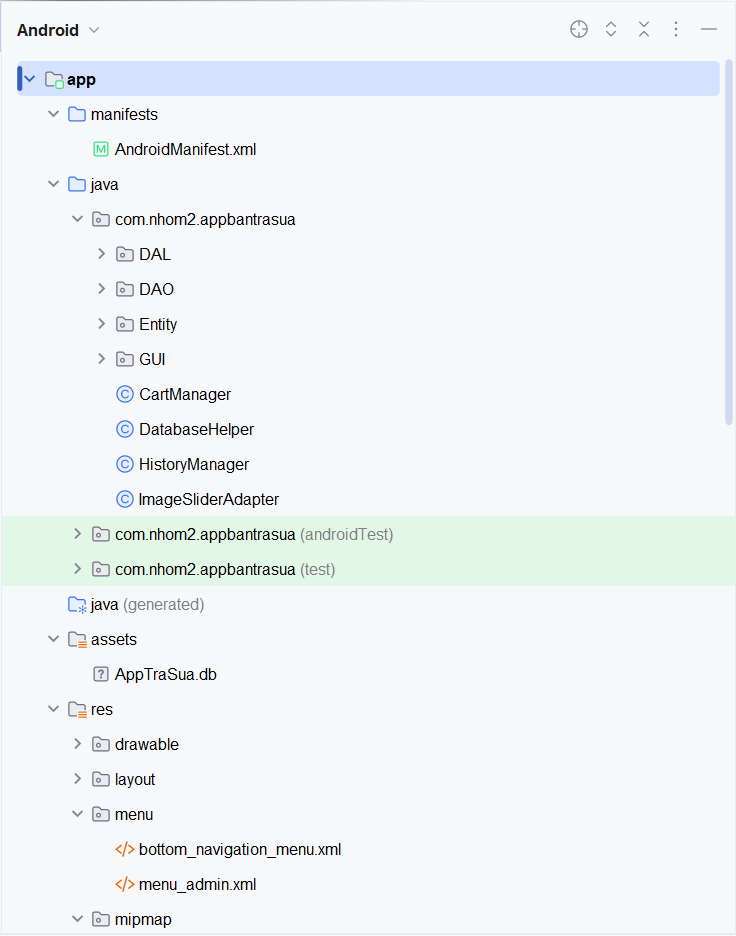 Android
app
manifests
M AndroidManifest.xml
java
com.nhom2.appbantrasua
DAL
DAO
Entity
GUI
C CartManager
C DatabaseHelper
C HistoryManager
C ImageSliderAdapter
com.nhom2.appbantrasua (androidTest)
com.nhom2.appbantrasua (test)
java (generated)
assets
? AppTraSua.db
res
drawable
layout
menu
</> bottom_navigation_menu.xml
</> menu_admin.xml
mipmap